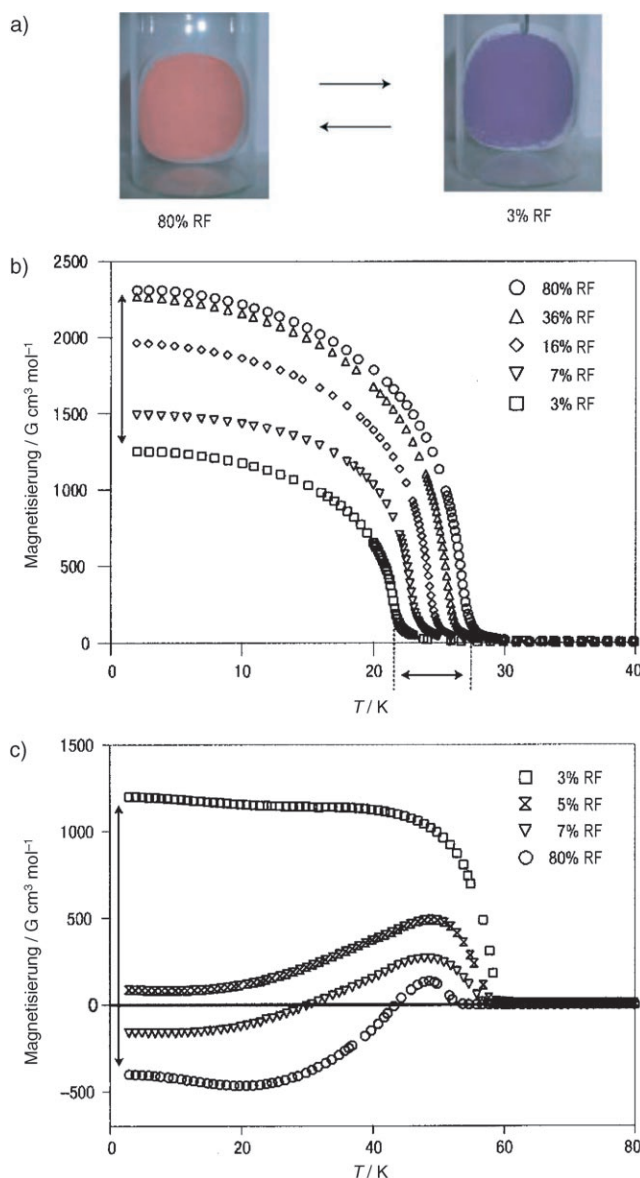 a)
80% RF
3% RF
b)
Magnetisierung / G cm³ mol⁻¹
2500
2000
1500
1000
500
0
80% RF
36% RF
16% RF
7% RF
3% RF
0 10 20 30 40
T / K
c)
Magnetisierung / G cm³ mol⁻¹
1500
1000
500
0
−500
3% RF
5% RF
7% RF
80% RF
0 20 40 60 80
T / K